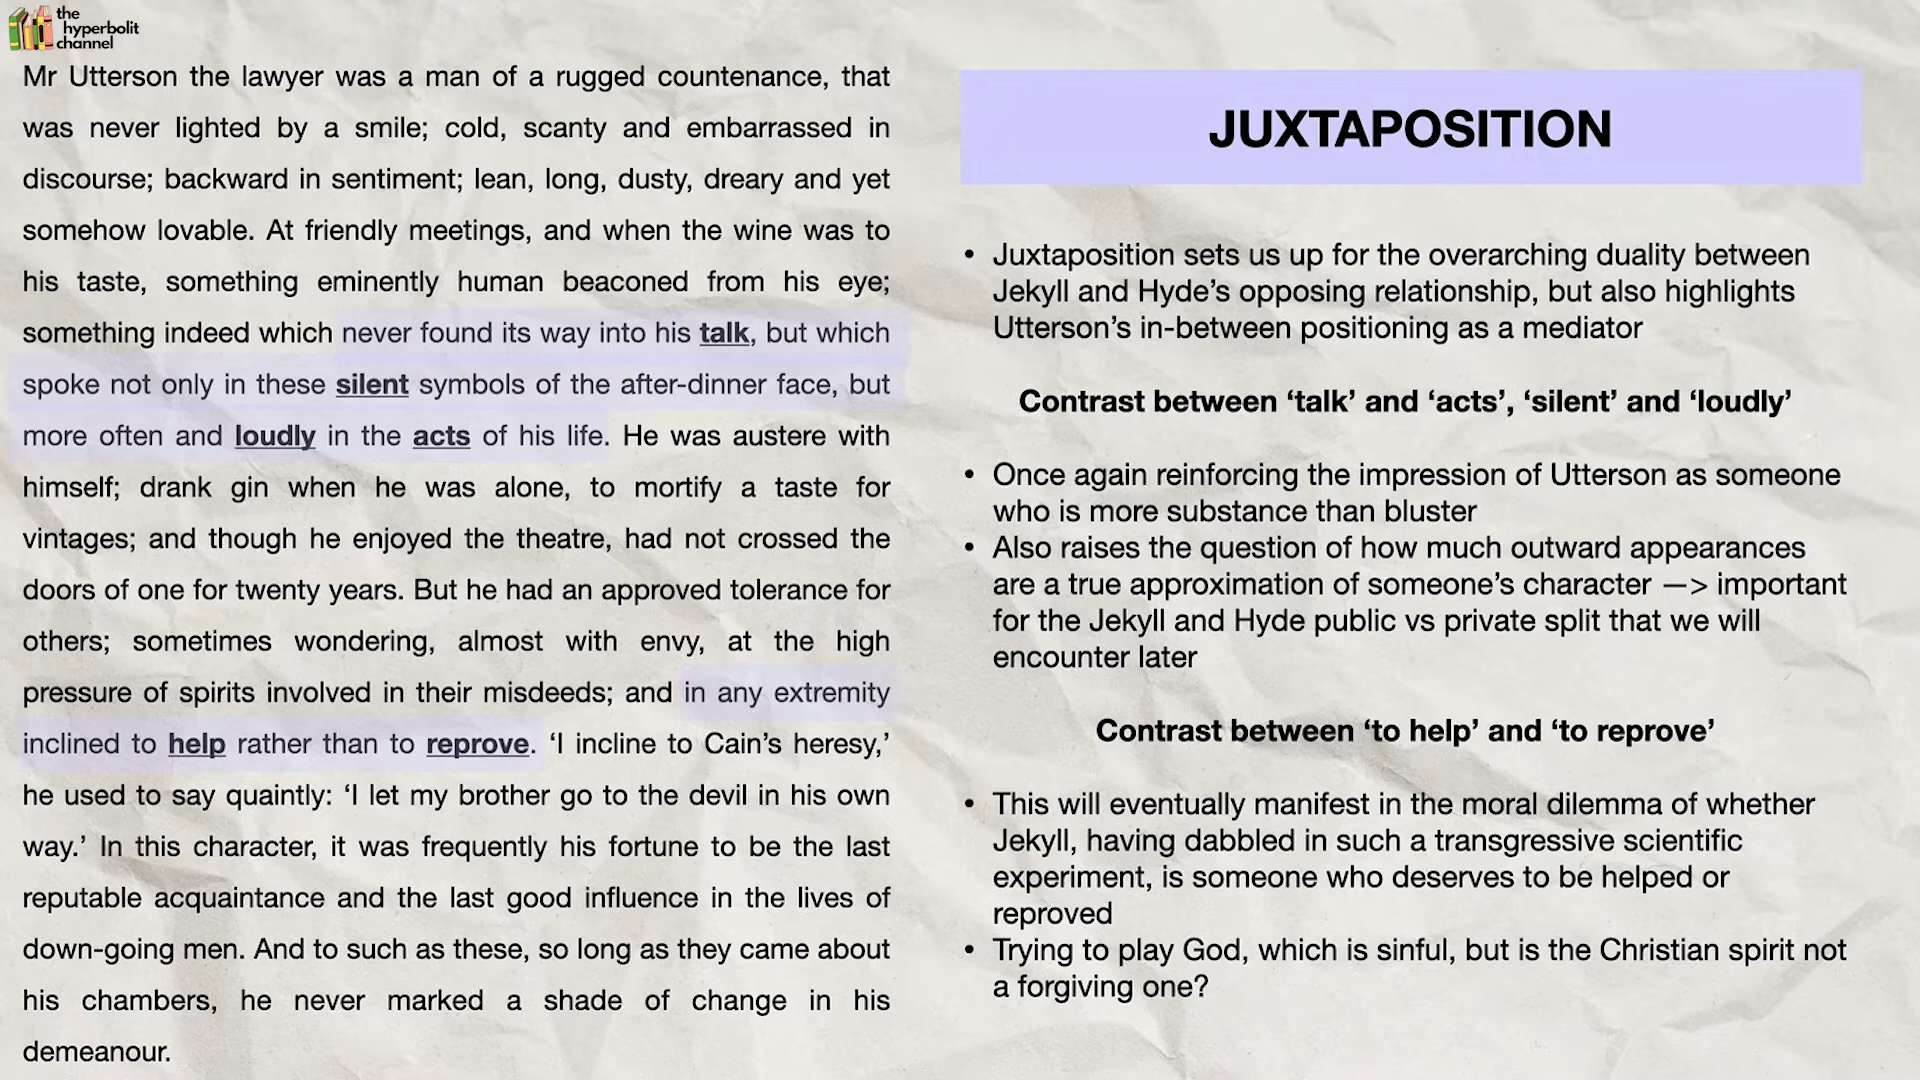 the
hyperbolit
channel
Mr Utterson the lawyer was a man of a rugged countenance, that
was never lighted by a smile; cold, scanty and embarrassed in
discourse; backward in sentiment; lean, long, dusty, dreary and yet
somehow lovable. At friendly meetings, and when the wine was to
his taste, something eminently human beaconed from his eye;
something indeed which never found its way into his talk, but which
spoke not only in these silent symbols of the after-dinner face, but
more often and loudly in the acts of his life. He was austere with
himself; drank gin when he was alone, to mortify a taste for
vintages; and though he enjoyed the theatre, had not crossed the
doors of one for twenty years. But he had an approved tolerance for
others; sometimes wondering, almost with envy, at the high
pressure of spirits involved in their misdeeds; and in any extremity
inclined to help rather than to reprove. ‘I incline to Cain’s heresy,’
he used to say quaintly: ‘I let my brother go to the devil in his own
way.’ In this character, it was frequently his fortune to be the last
reputable acquaintance and the last good influence in the lives of
down-going men. And to such as these, so long as they came about
his chambers, he never marked a shade of change in his
demeanour.
JUXTAPOSITION
• Juxtaposition sets us up for the overarching duality between
Jekyll and Hyde’s opposing relationship, but also highlights
Utterson’s in-between positioning as a mediator
Contrast between ‘talk’ and ‘acts’, ‘silent’ and ‘loudly’
• Once again reinforcing the impression of Utterson as someone
who is more substance than bluster
• Also raises the question of how much outward appearances
are a true approximation of someone’s character —> important
for the Jekyll and Hyde public vs private split that we will
encounter later
Contrast between ‘to help’ and ‘to reprove’
• This will eventually manifest in the moral dilemma of whether
Jekyll, having dabbled in such a transgressive scientific
experiment, is someone who deserves to be helped or
reproved
• Trying to play God, which is sinful, but is the Christian spirit not
a forgiving one?